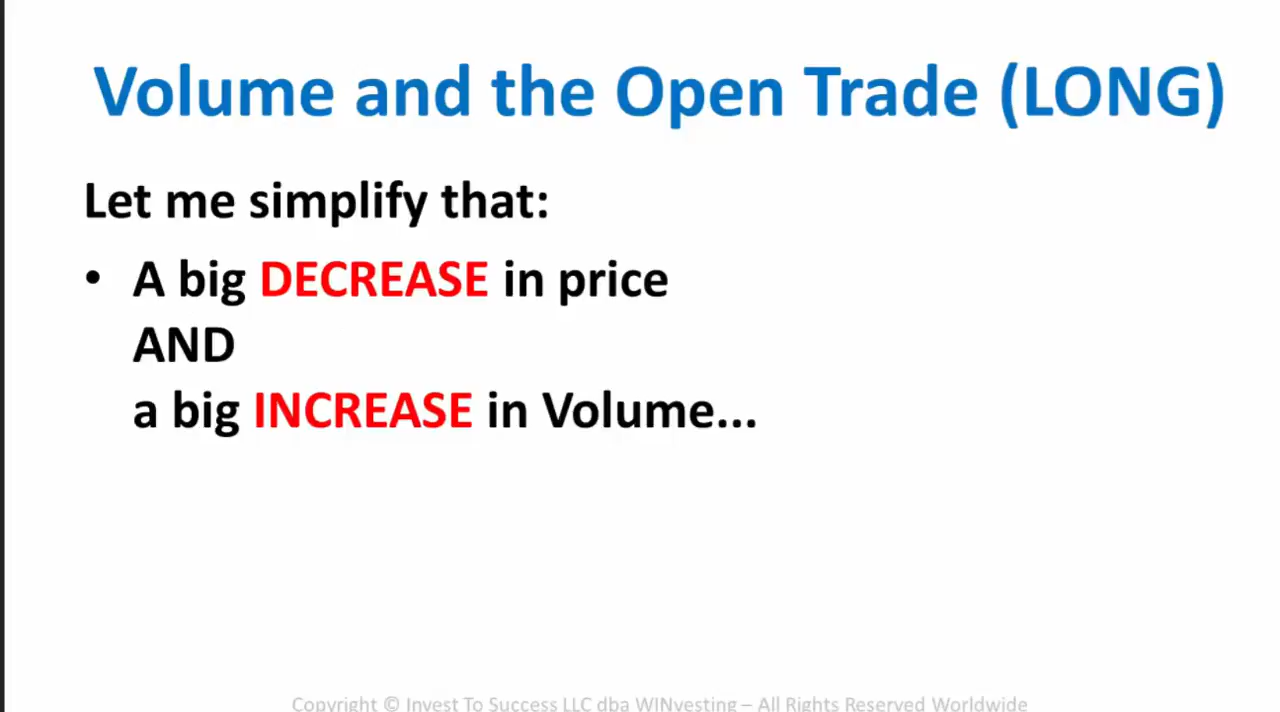 Volume and the Open Trade (LONG)
Let me simplify that:
• A big DECREASE in price
AND
a big INCREASE in Volume...
Copyright © Invest To Success LLC dba WINvesting – All Rights Reserved Worldwide